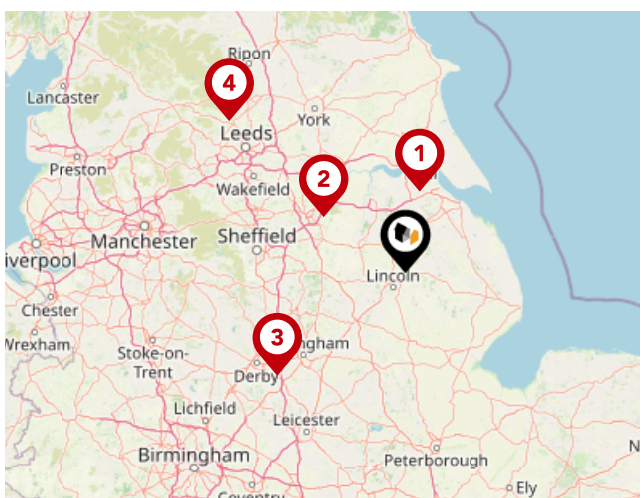 Ripon
4
Lancaster
York
Leeds
1
Preston
Wakefield
2
Manchester
Sheffield
iverpool
Lincoln
Chester
Wrexham
3
ngham
Stoke-on-
Trent
Derby
Lichfield
Leicester
Birmingham
Peterborough
N
Coventry
Ely